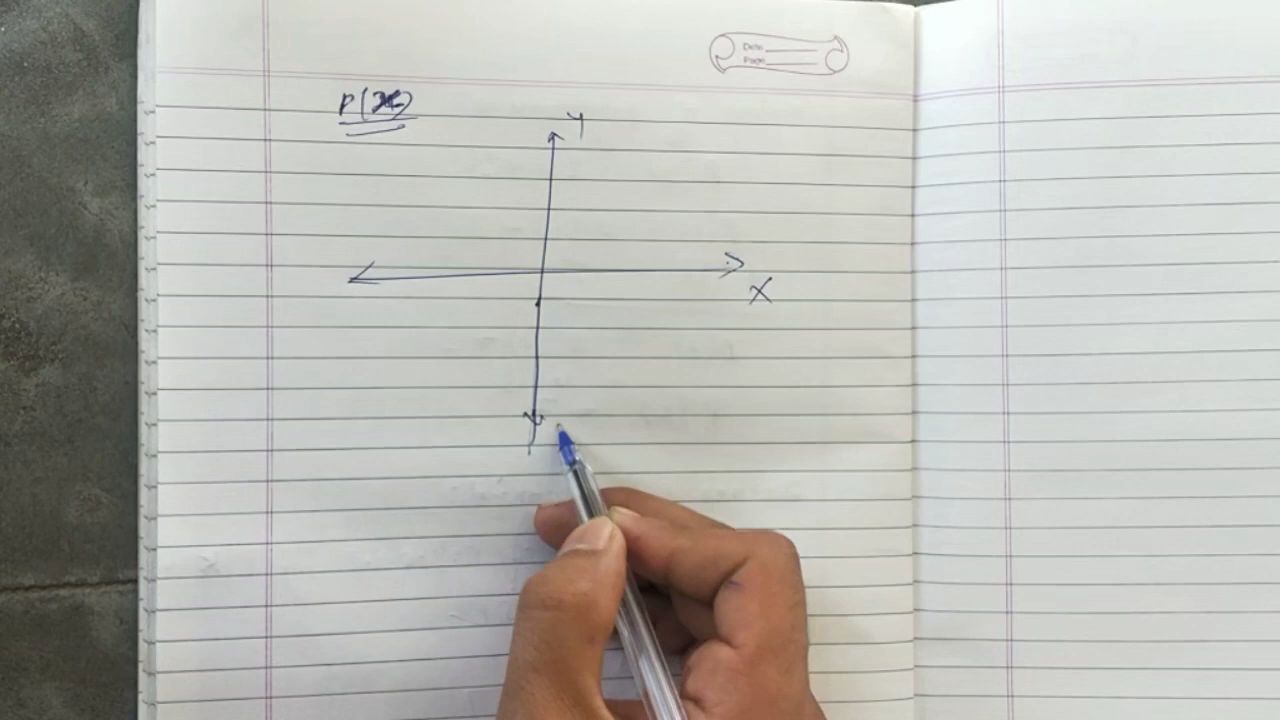 Date
Page
P(x)
Y
X